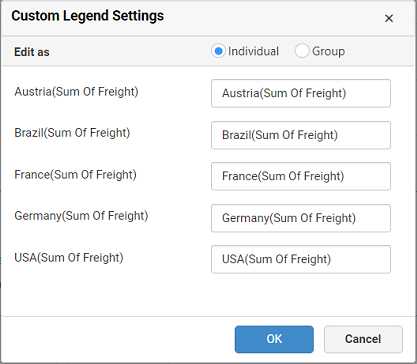 Custom Legend Settings ×
Edit as Individual Group
Austria(Sum Of Freight) Austria(Sum Of Freight)
Brazil(Sum Of Freight) Brazil(Sum Of Freight)
France(Sum Of Freight) France(Sum Of Freight)
Germany(Sum Of Freight) Germany(Sum Of Freight)
USA(Sum Of Freight) USA(Sum Of Freight)
OK Cancel